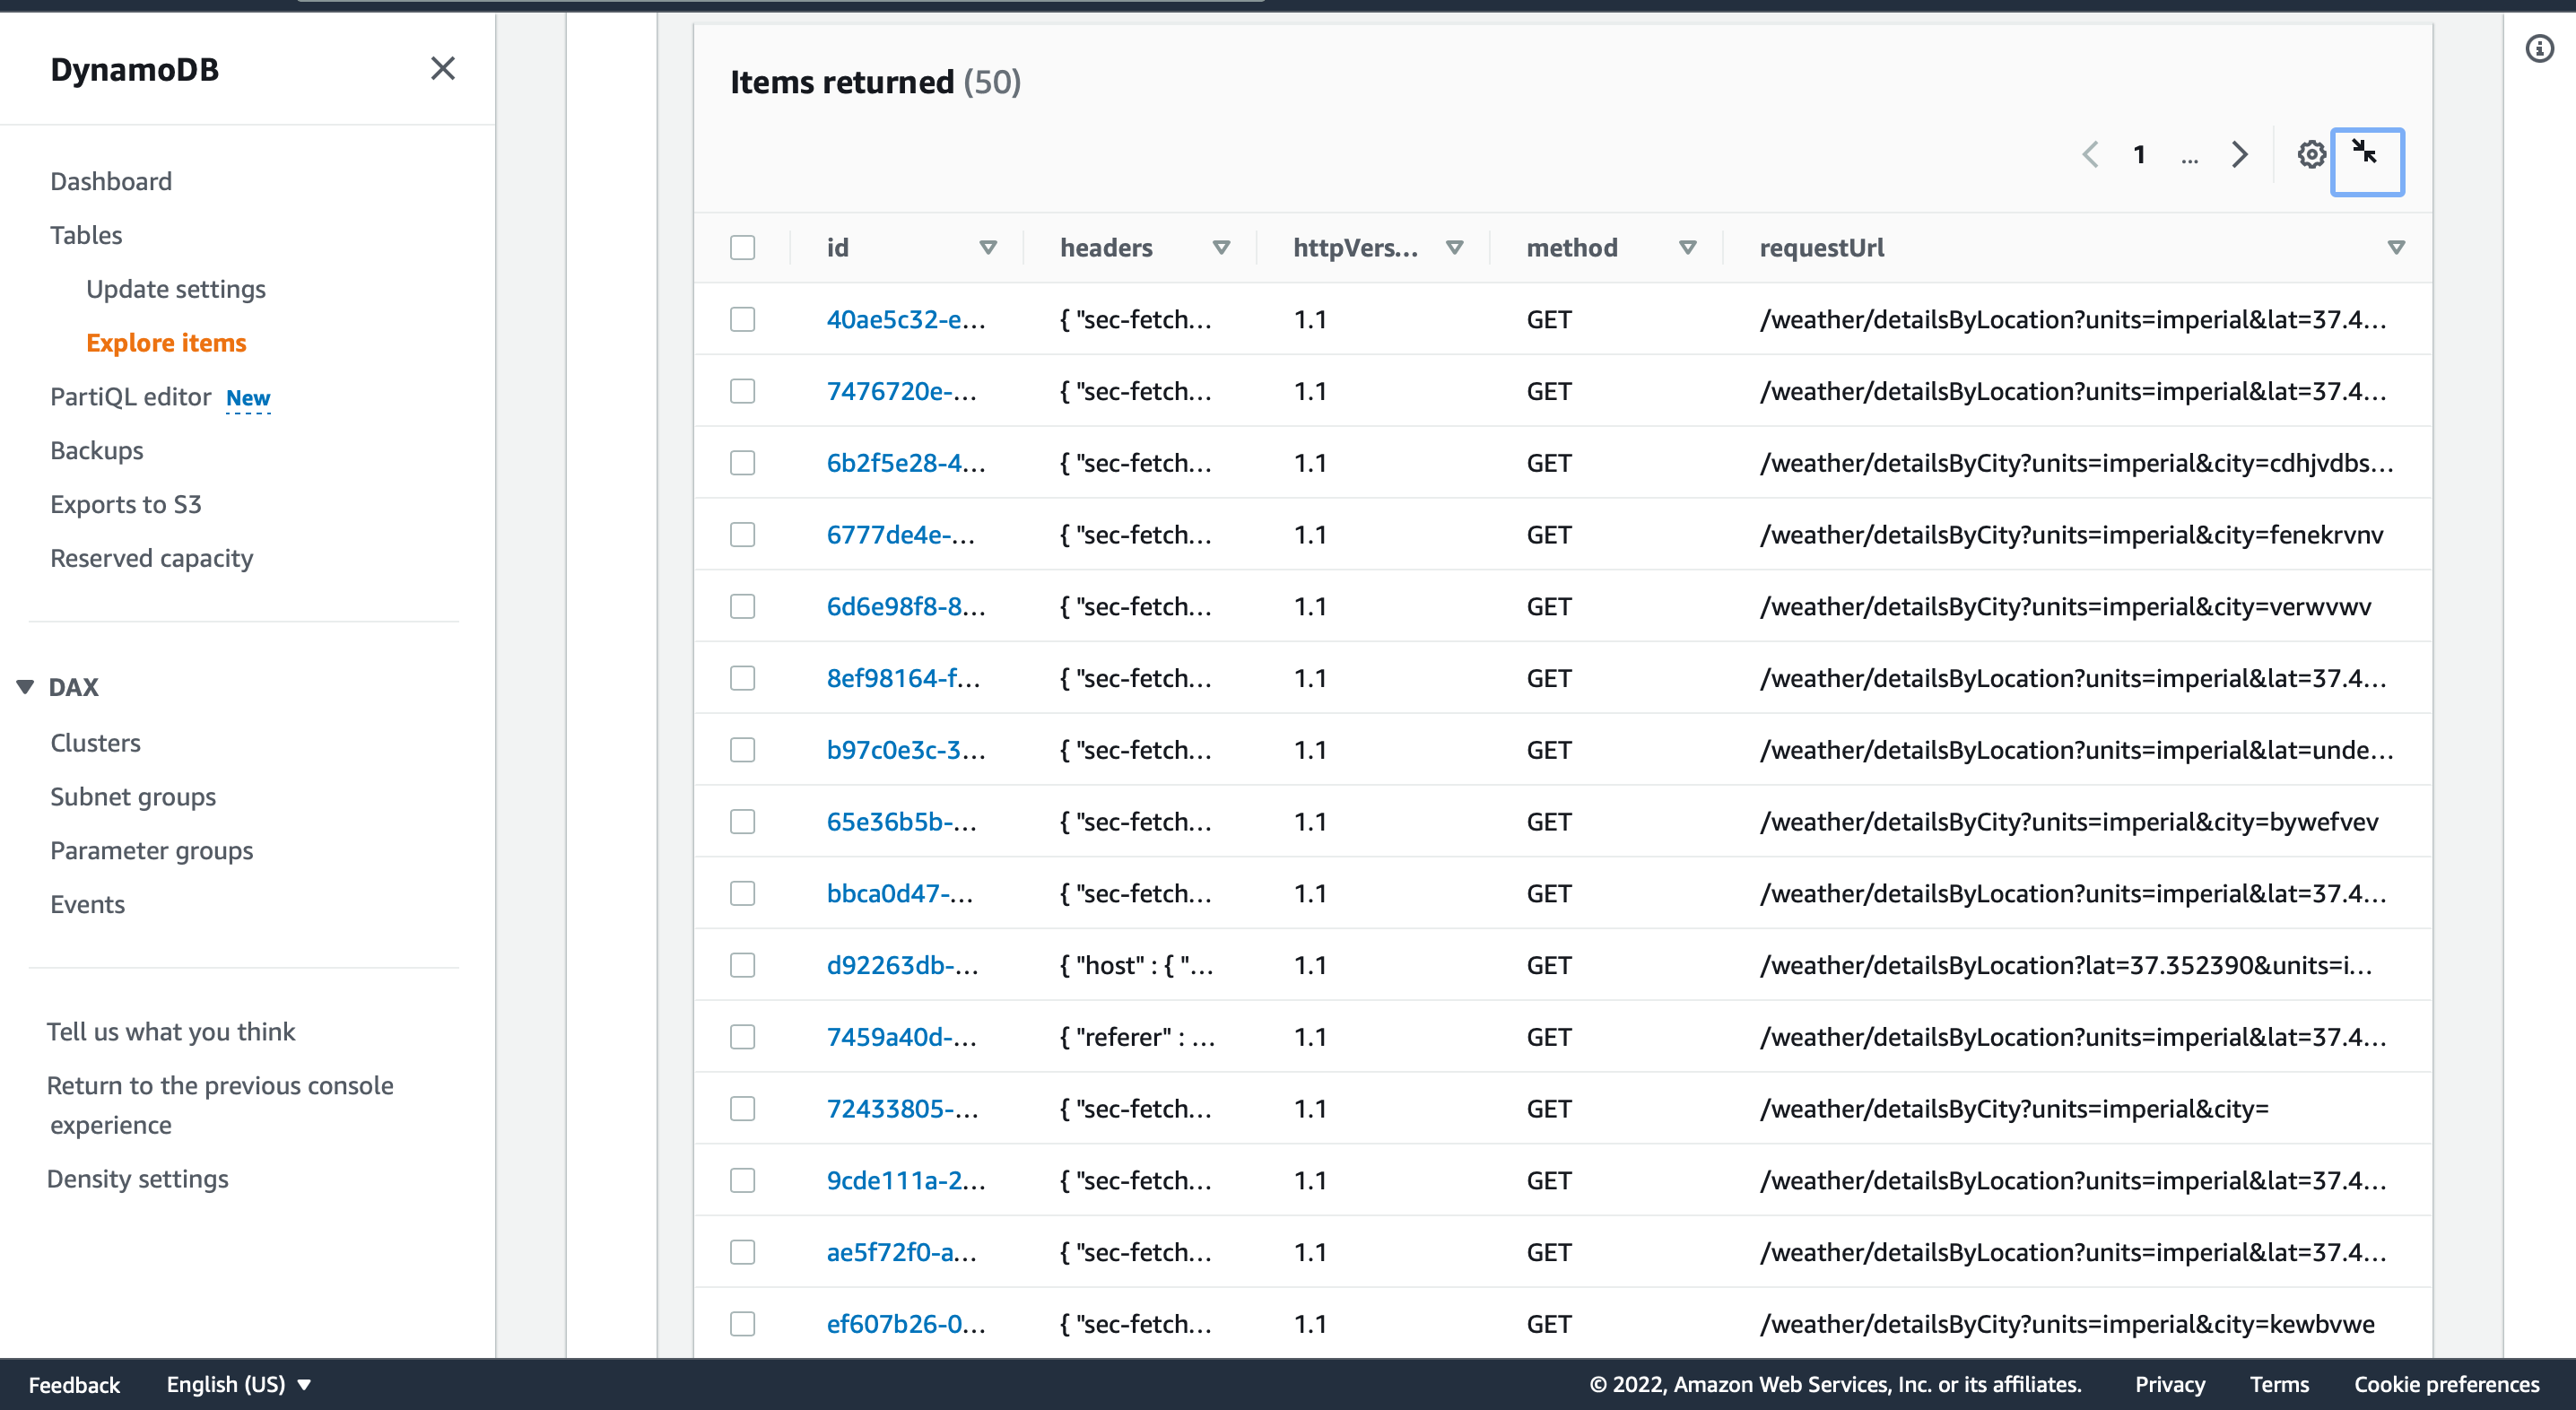 DynamoDB
Dashboard
Tables
Update settings
Explore items
PartiQL editor New
Backups
Exports to S3
Reserved capacity
DAX
Clusters
Subnet groups
Parameter groups
Events
Tell us what you think
Return to the previous console
experience
Density settings
Items returned (50)
1 ...
id headers httpVers... method requestUrl
40ae5c32-e... { "sec-fetch... 1.1 GET /weather/detailsByLocation?units=imperial&lat=37.4...
7476720e-... { "sec-fetch... 1.1 GET /weather/detailsByLocation?units=imperial&lat=37.4...
6b2f5e28-4... { "sec-fetch... 1.1 GET /weather/detailsByCity?units=imperial&city=cdhjvdbs...
6777de4e-... { "sec-fetch... 1.1 GET /weather/detailsByCity?units=imperial&city=fenekrvnv
6d6e98f8-8... { "sec-fetch... 1.1 GET /weather/detailsByCity?units=imperial&city=verwvwv
8ef98164-f... { "sec-fetch... 1.1 GET /weather/detailsByLocation?units=imperial&lat=37.4...
b97c0e3c-3... { "sec-fetch... 1.1 GET /weather/detailsByLocation?units=imperial&lat=unde...
65e36b5b-... { "sec-fetch... 1.1 GET /weather/detailsByCity?units=imperial&city=bywefvev
bbca0d47-... { "sec-fetch... 1.1 GET /weather/detailsByLocation?units=imperial&lat=37.4...
d92263db-... { "host" : { "... 1.1 GET /weather/detailsByLocation?lat=37.352390&units=i...
7459a40d-... { "referer" : ... 1.1 GET /weather/detailsByLocation?units=imperial&lat=37.4...
72433805-... { "sec-fetch... 1.1 GET /weather/detailsByCity?units=imperial&city=
9cde111a-2... { "sec-fetch... 1.1 GET /weather/detailsByLocation?units=imperial&lat=37.4...
ae5f72f0-a... { "sec-fetch... 1.1 GET /weather/detailsByLocation?units=imperial&lat=37.4...
ef607b26-0... { "sec-fetch... 1.1 GET /weather/detailsByCity?units=imperial&city=kewbvwe
Feedback English (US) © 2022, Amazon Web Services, Inc. or its affiliates. Privacy Terms Cookie preferences